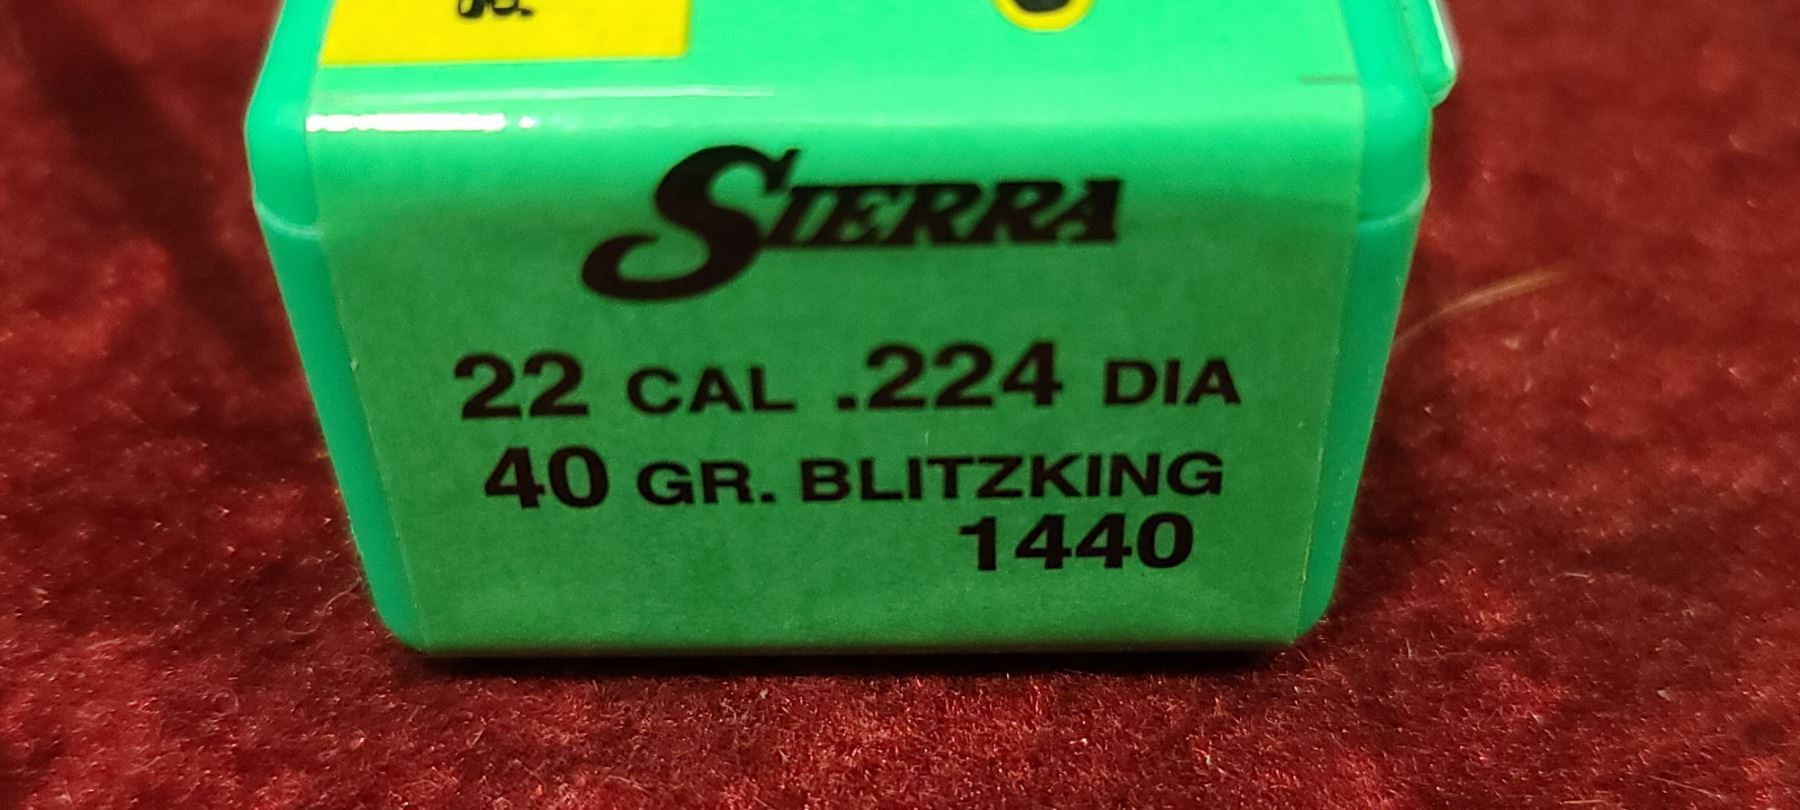 SIERRA
22 CAL .224 DIA
40 GR. BLITZKING
1440